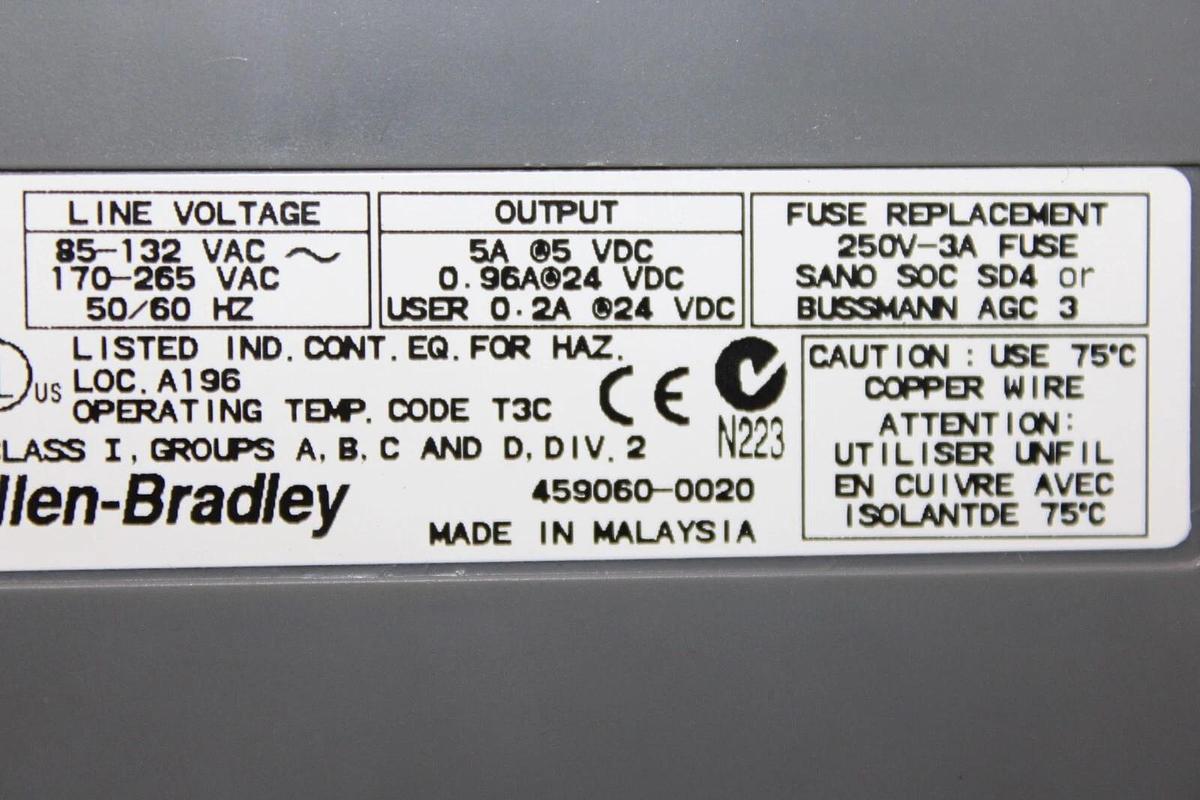 LINE VOLTAGE
85-132 VAC ~
170-265 VAC
50/60 HZ
OUTPUT
5A @5 VDC
0.96A@24 VDC
USER 0.2A @24 VDC
FUSE REPLACEMENT
250V-3A FUSE
SANO SOC SD4 or
BUSSMANN AGC 3
US
LISTED IND. CONT. EQ. FOR HAZ.
LOC. A196
OPERATING TEMP. CODE T3C
LASS I, GROUPS A, B, C AND D, DIV. 2
CE
N223
llen-Bradley
459060-0020
MADE IN MALAYSIA
CAUTION : USE 75°C
COPPER WIRE
ATTENTION:
UTILISER UNFIL
EN CUIVRE AVEC
ISOLANTDE 75°C